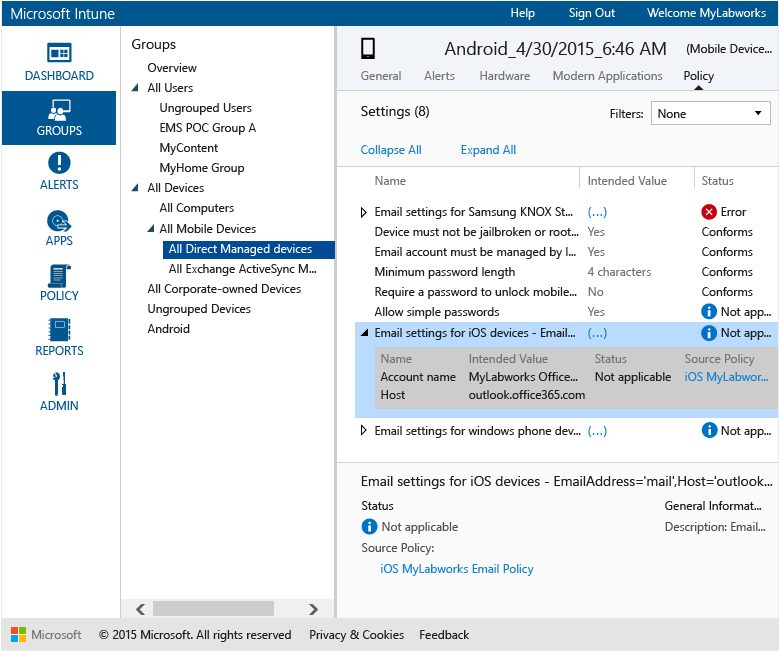 Microsoft Intune
Help Sign Out Welcome MyLabworks
DASHBOARD
GROUPS
ALERTS
APPS
POLICY
REPORTS
ADMIN
Groups
Overview
All Users
Ungrouped Users
EMS POC Group A
MyContent
MyHome Group
All Devices
All Computers
All Mobile Devices
All Direct Managed devices
All Exchange ActiveSync M...
All Corporate-owned Devices
Ungrouped Devices
Android
Android_4/30/2015_6:46 AM (Mobile Device...
General Alerts Hardware Modern Applications Policy
Settings (8)
Filters: None
Collapse All Expand All
Name Intended Value Status
Email settings for Samsung KNOX St... (...) Error
Device must not be jailbroken or root... Yes Conforms
Email account must be managed by I... Yes Conforms
Minimum password length 4 characters Conforms
Require a password to unlock mobile... No Conforms
Allow simple passwords Yes Not app...
Email settings for iOS devices - Email... (...) Not app...
Name Intended Value Status Source Policy
Account name MyLabworks Office... Not applicable iOS MyLabwor...
Host outlook.office365.com
Email settings for windows phone dev... (...) Not app...
Email settings for iOS devices - EmailAddress='mail',Host='outlook...
Status General Informat...
Not applicable Description: Email...
Source Policy:
iOS MyLabworks Email Policy
Microsoft © 2015 Microsoft. All rights reserved Privacy & Cookies Feedback